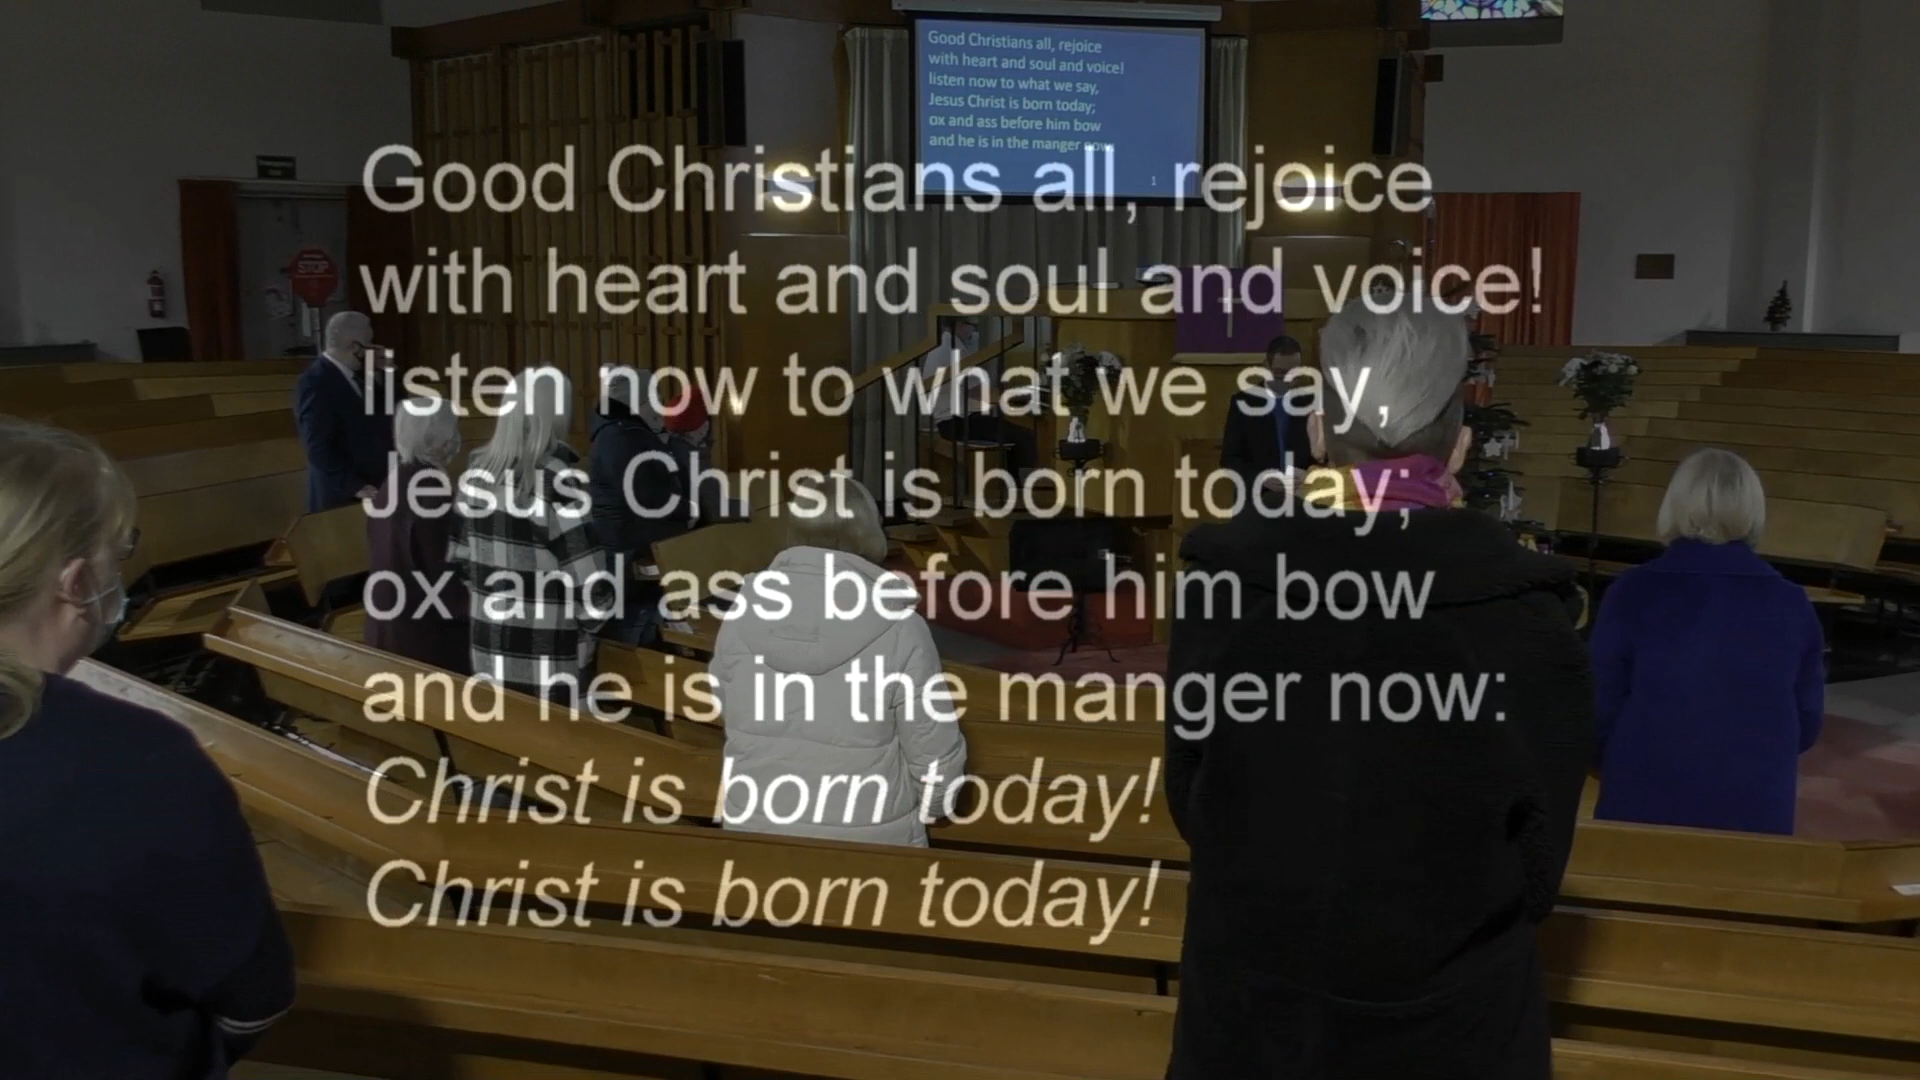 Good Christians all, rejoice
with heart and soul and voice!
listen now to what we say,
Jesus Christ is born today;
ox and ass before him bow
and he is in the manger now:
1
STOP
Good Christians all, rejoice
with heart and soul and voice!
listen now to what we say,
Jesus Christ is born today;
ox and ass before him bow
and he is in the manger now:
Christ is born today!
Christ is born today!